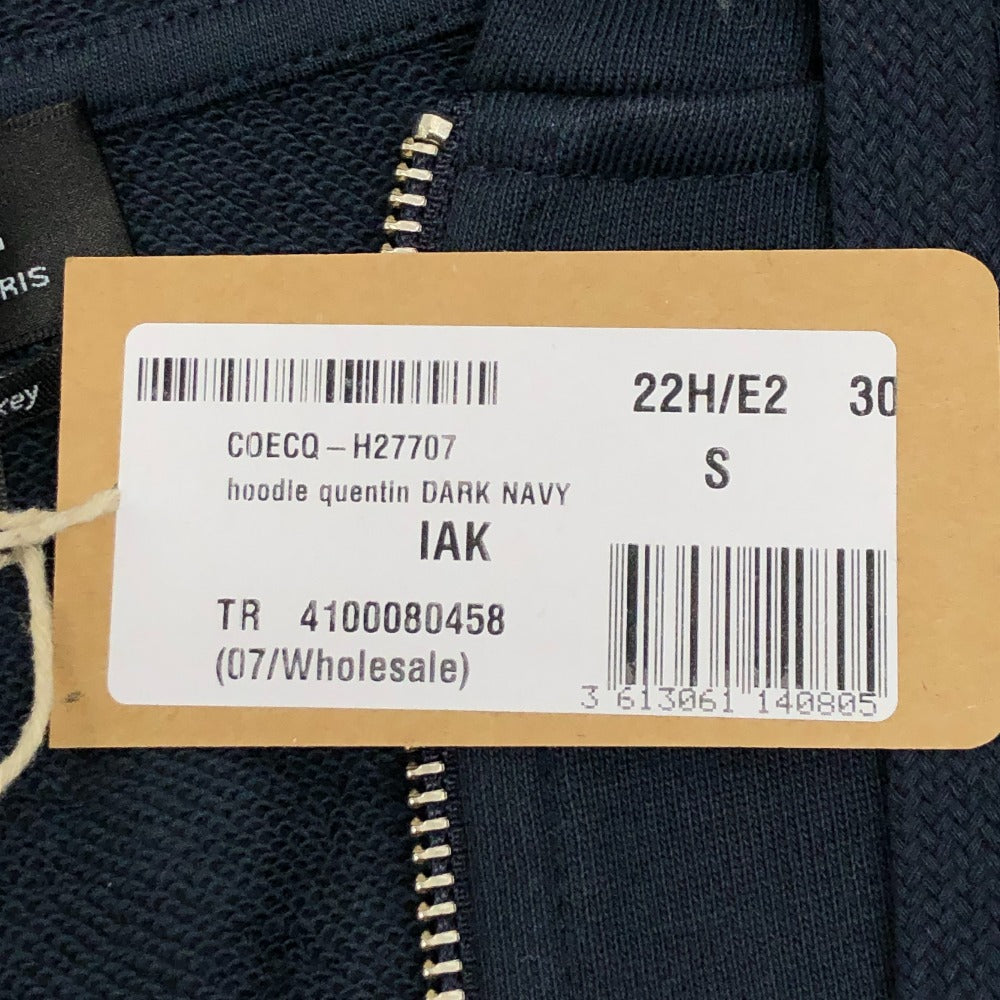 RIS
key
22H/E2 30
COECQ-H27707
S
hoodie quentin DARK NAVY
IAK
TR 4100080458
(07/Wholesale)
3 613061 140805